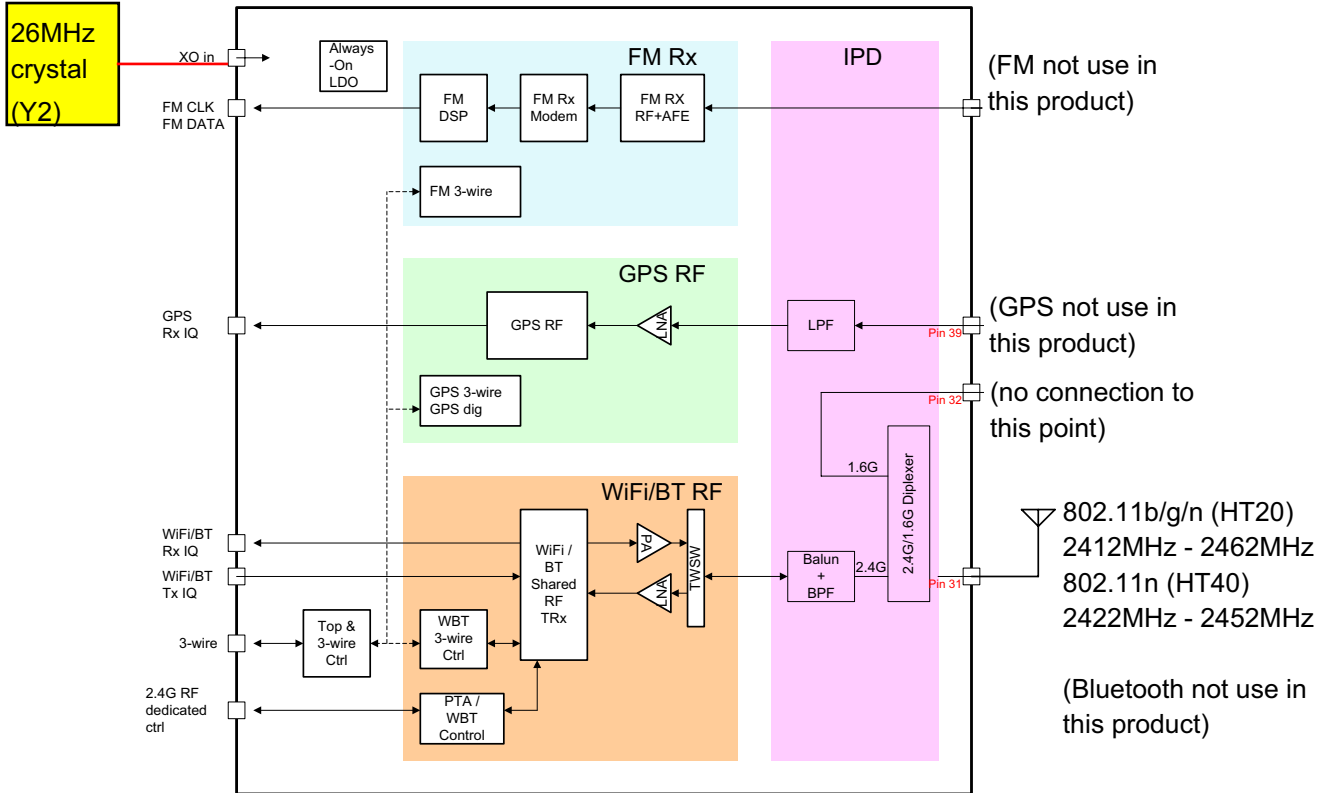 26MHz
crystal
(Y2)
XO in
Always
-On
LDO
FM Rx
IPD
(FM not use in
this product)
FM CLK
FM DATA
FM
DSP
FM Rx
Modem
FM RX
RF+AFE
FM 3-wire
GPS RF
GPS
Rx IQ
GPS RF
LNA
LPF
Pin 39
(GPS not use in
this product)
GPS 3-wire
GPS dig
Pin 32
(no connection to
this point)
1.6G
2.4G/1.6G Diplexer
WiFi/BT RF
WiFi/BT
Rx IQ
WiFi/BT
Tx IQ
WiFi /
BT
Shared
RF
TRx
PA
LNA
TWSW
Balun
+
BPF
2.4G
Pin 31
802.11b/g/n (HT20)
2412MHz - 2462MHz
802.11n (HT40)
2422MHz - 2452MHz
3-wire
Top &
3-wire
Ctrl
WBT
3-wire
Ctrl
2.4G RF
dedicated
ctrl
PTA /
WBT
Control
(Bluetooth not use in
this product)